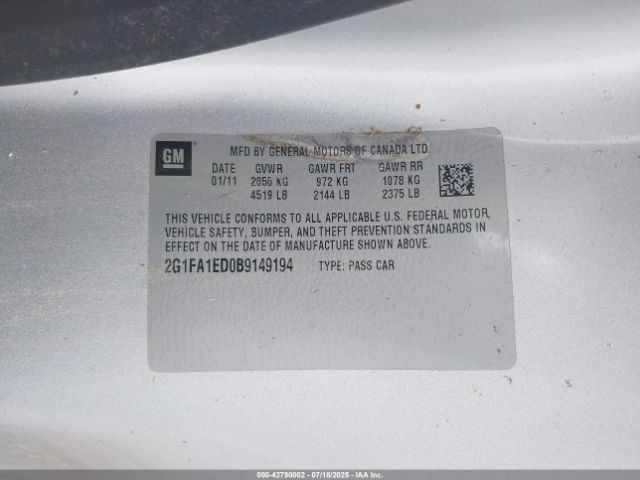 GM
MFD BY GENERAL MOTORS OF CANADA LTD.
DATE GVWR GAWR FRT GAWR RR
01/11 2050 KG 972 KG 1078 KG
4519 LB 2144 LB 2375 LB
THIS VEHICLE CONFORMS TO ALL APPLICABLE U.S. FEDERAL MOTOR
VEHICLE SAFETY, BUMPER, AND THEFT PREVENTION STANDARDS IN
EFFECT ON THE DATE OF MANUFACTURE SHOWN ABOVE.
2G1FA1ED0B9149194 TYPE: PASS CAR
000-42790002 - 07/18/2025 - IAA Inc.